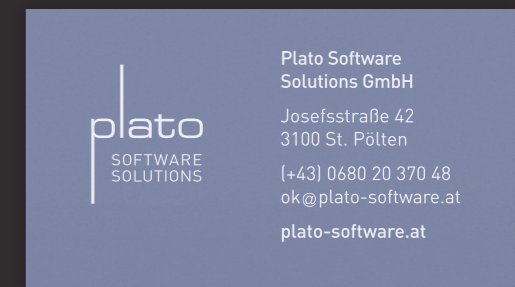 plato
SOFTWARE
SOLUTIONS
Plato Software
Solutions GmbH
Josefsstraße 42
3100 St. Pölten
(+43) 0680 20 370 48
ok@plato-software.at
plato-software.at